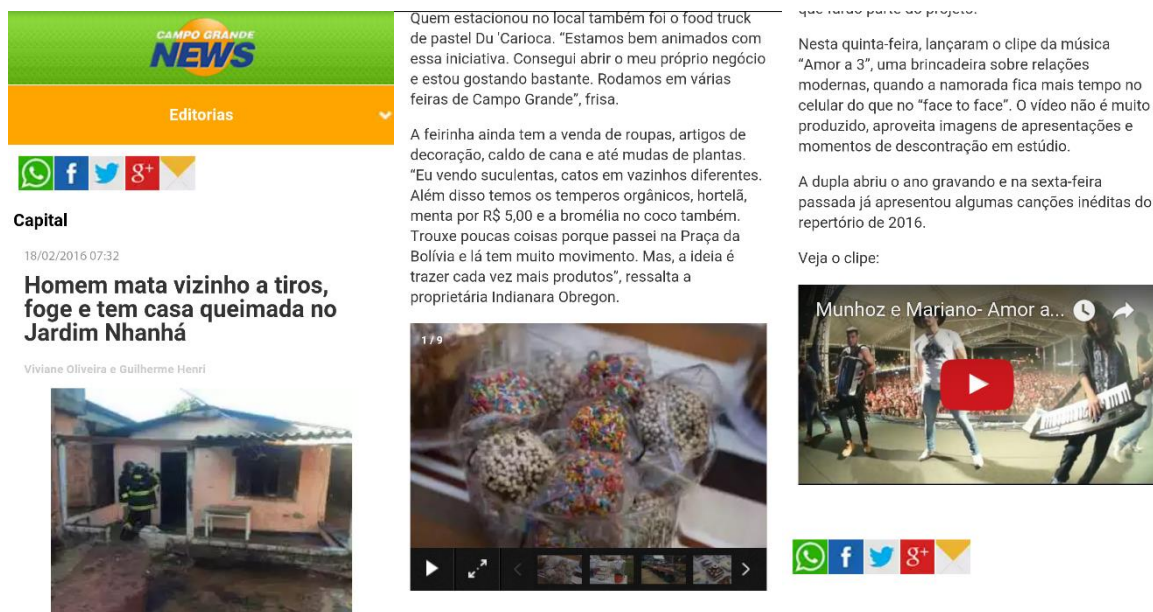 CAMPO GRANDE
NEWS
Editorias
f
g+
Capital
18/02/2016 07:32
Homem mata vizinho a tiros,
foge e tem casa queimada no
Jardim Nhanhá
Viviane Oliveira e Guilherme Henri
Quem estacionou no local também foi o food truck
de pastel Du 'Carioca. “Estamos bem animados com
essa iniciativa. Consegui abrir o meu próprio negócio
e estou gostando bastante. Rodamos em várias
feiras de Campo Grande”, frisa.
A feirinha ainda tem a venda de roupas, artigos de
decoração, caldo de cana e até mudas de plantas.
“Eu vendo suculentas, catos em vazinhos diferentes.
Além disso temos os temperos orgânicos, hortelã,
menta por R$ 5,00 e a bromélia no coco também.
Trouxe poucas coisas porque passei na Praça da
Bolívia e lá tem muito movimento. Mas, a ideia é
trazer cada vez mais produtos”, ressalta a
proprietária Indianara Obregon.
1 / 9
que farão parte do projeto.
Nesta quinta-feira, lançaram o clipe da música
“Amor a 3”, uma brincadeira sobre relações
modernas, quando a namorada fica mais tempo no
celular do que no “face to face”. O vídeo não é muito
produzido, aproveita imagens de apresentações e
momentos de descontração em estúdio.
A dupla abriu o ano gravando e na sexta-feira
passada já apresentou algumas canções inéditas do
repertório de 2016.
Veja o clipe:
Munhoz e Mariano- Amor a...
f
g+